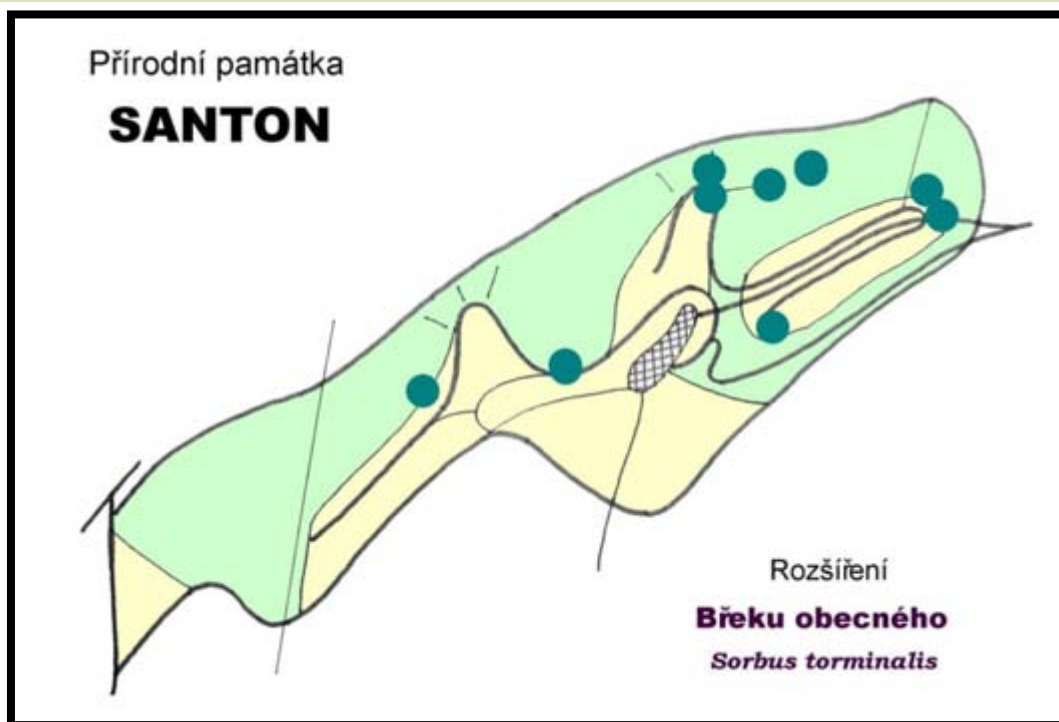 Přírodní památka
SANTON
Rozšíření
Břeku obecného
Sorbus torminalis